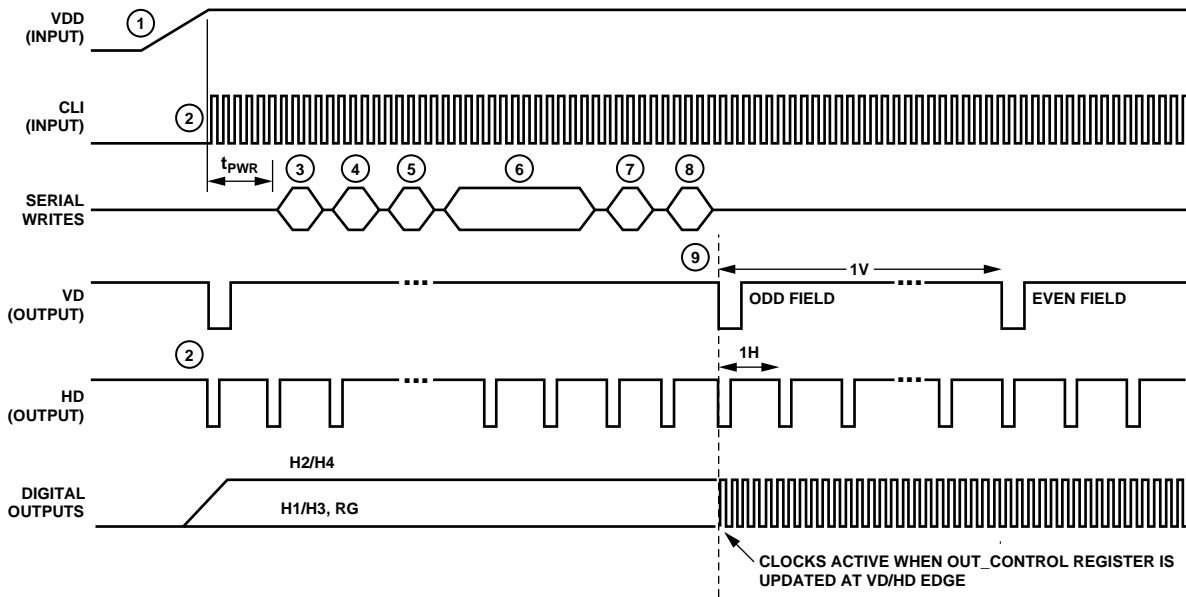 VDD
(INPUT)
1
CLI
(INPUT)
2
tPWR
3
4
5
6
7
8
SERIAL
WRITES
9
1V
VD
(OUTPUT)
ODD FIELD
EVEN FIELD
2
1H
HD
(OUTPUT)
H2/H4
DIGITAL
OUTPUTS
H1/H3, RG
CLOCKS ACTIVE WHEN OUT_CONTROL REGISTER IS
UPDATED AT VD/HD EDGE